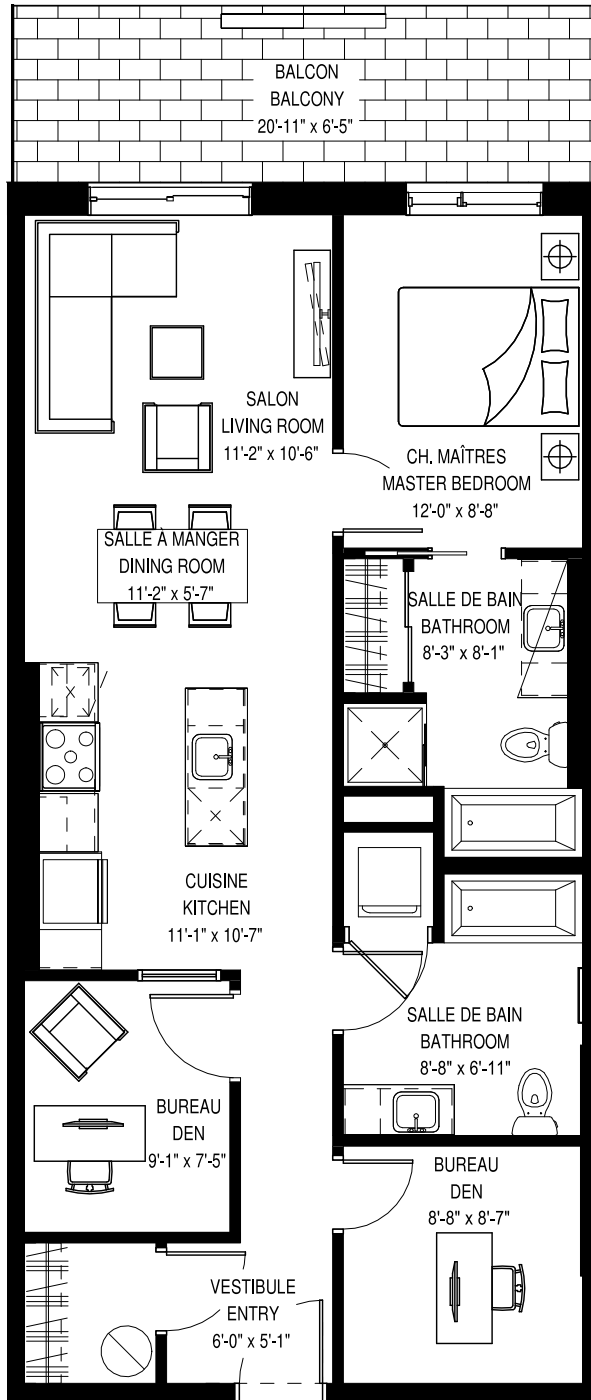 BALCON
BALCONY
20'-11" x 6'-5"
SALON
LIVING ROOM
11'-2" x 10'-6"
CH. MAÎTRES
MASTER BEDROOM
12'-0" x 8'-8"
SALLE À MANGER
DINING ROOM
11'-2" x 5'-7"
SALLE DE BAIN
BATHROOM
8'-3" x 8'-1"
CUISINE
KITCHEN
11'-1" x 10'-7"
SALLE DE BAIN
BATHROOM
8'-8" x 6'-11"
BUREAU
DEN
9'-1" x 7'-5"
BUREAU
DEN
8'-8" x 8'-7"
VESTIBULE
ENTRY
6'-0" x 5'-1"